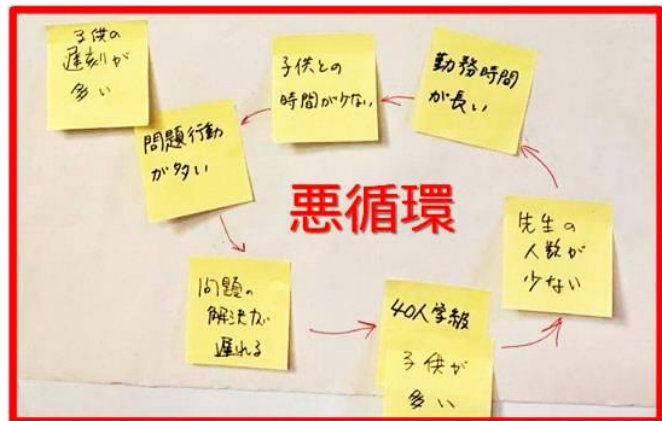 子供の
遅刻が
多い
子供との
時間が少ない
勤務時間
が長い
問題行動
が多い
悪循環
先生の
人数が
少ない
問題の
解決が
遅れる
40人学級
子供が
多い